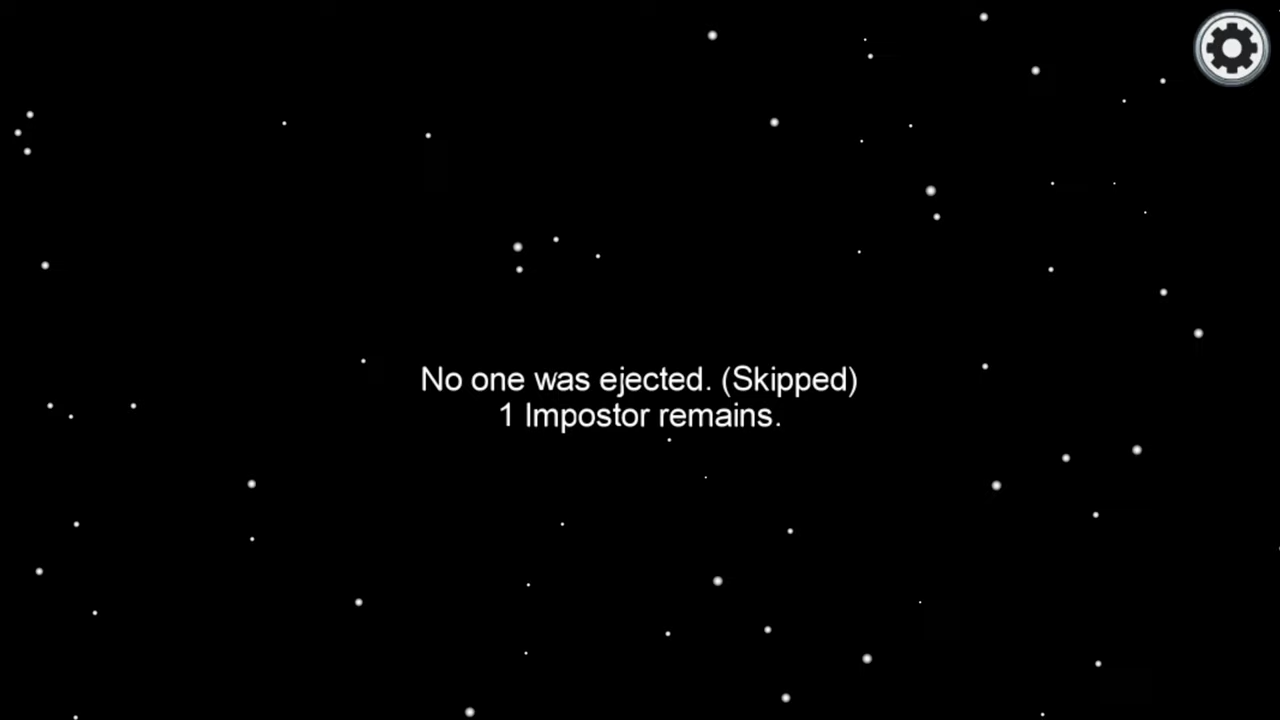 No one was ejected. (Skipped)
1 Impostor remains.